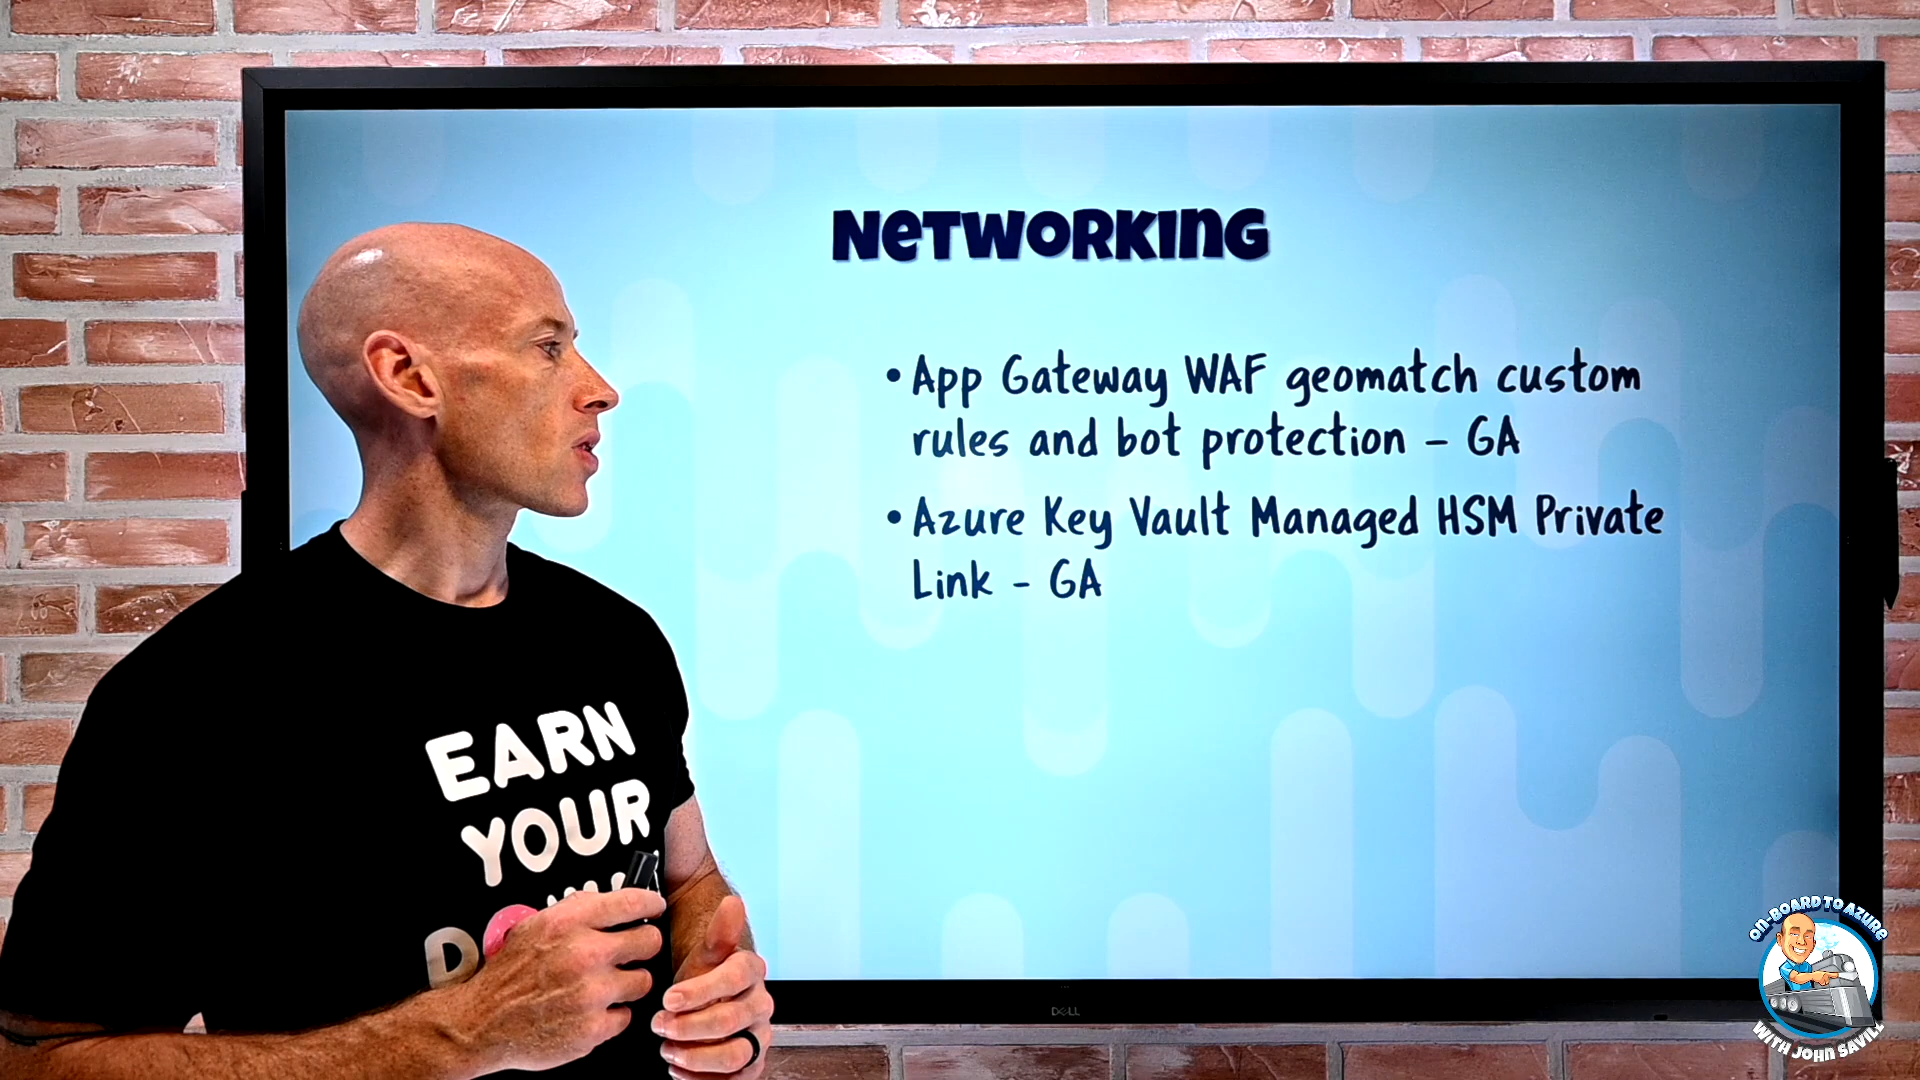 NETWORKING
• App Gateway WAF geomatch custom
rules and bot protection – GA
• Azure Key Vault Managed HSM Private
Link - GA
EARN
YOUR
DELL
ON-BOARD TO AZURE
WITH JOHN SAVILL